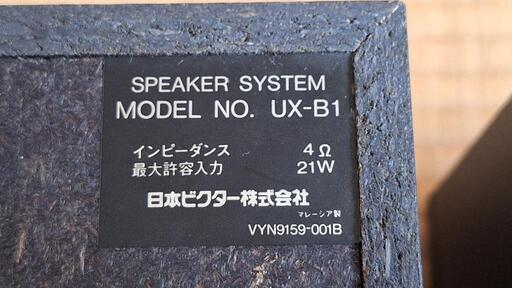 SPEAKER SYSTEM
MODEL NO. UX-B1
インピーダンス 4Ω
最大許容入力 21W
日本ビクター株式会社
マレーシア製
VYN9159-001B